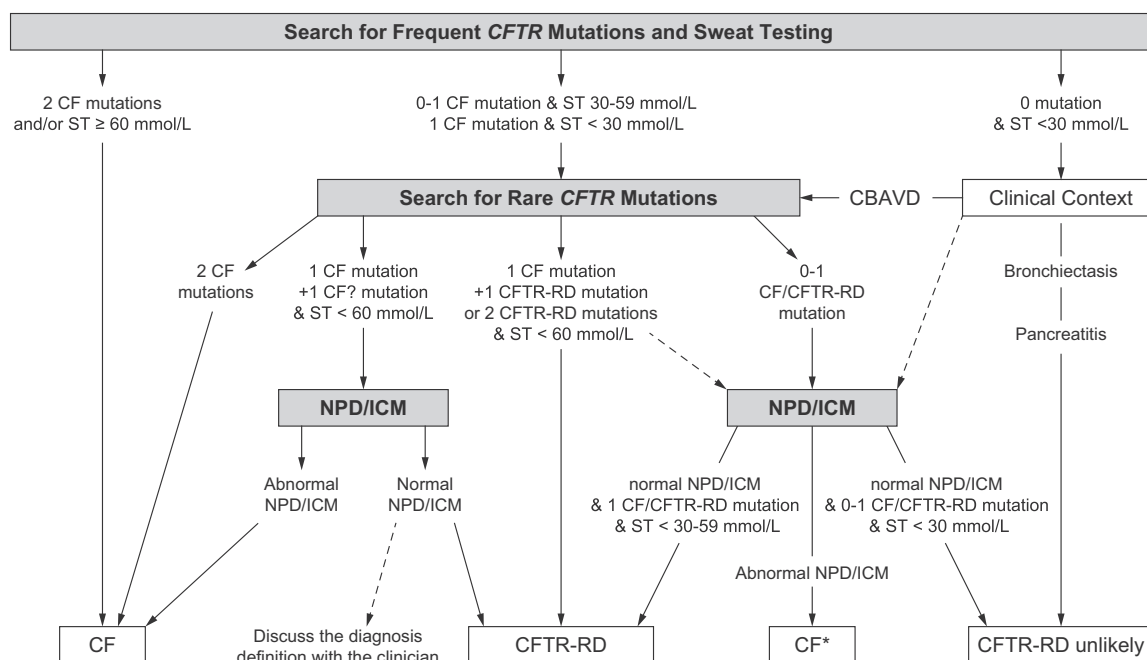 Search for Frequent CFTR Mutations and Sweat Testing
2 CF mutations
and/or ST ≥ 60 mmol/L
0-1 CF mutation & ST 30-59 mmol/L
1 CF mutation & ST < 30 mmol/L
0 mutation
& ST <30 mmol/L
Search for Rare CFTR Mutations
CBAVD
Clinical Context
2 CF
mutations
1 CF mutation
+1 CF? mutation
& ST < 60 mmol/L
1 CF mutation
+1 CFTR-RD mutation
or 2 CFTR-RD mutations
& ST < 60 mmol/L
0-1
CF/CFTR-RD
mutation
Bronchiectasis
Pancreatitis
NPD/ICM
NPD/ICM
Abnormal
NPD/ICM
Normal
NPD/ICM
normal NPD/ICM
& 1 CF/CFTR-RD mutation
& ST < 30-59 mmol/L
Abnormal NPD/ICM
normal NPD/ICM
& 0-1 CF/CFTR-RD mutation
& ST < 30 mmol/L
CF
Discuss the diagnosis
definition with the clinician
CFTR-RD
CF*
CFTR-RD unlikely